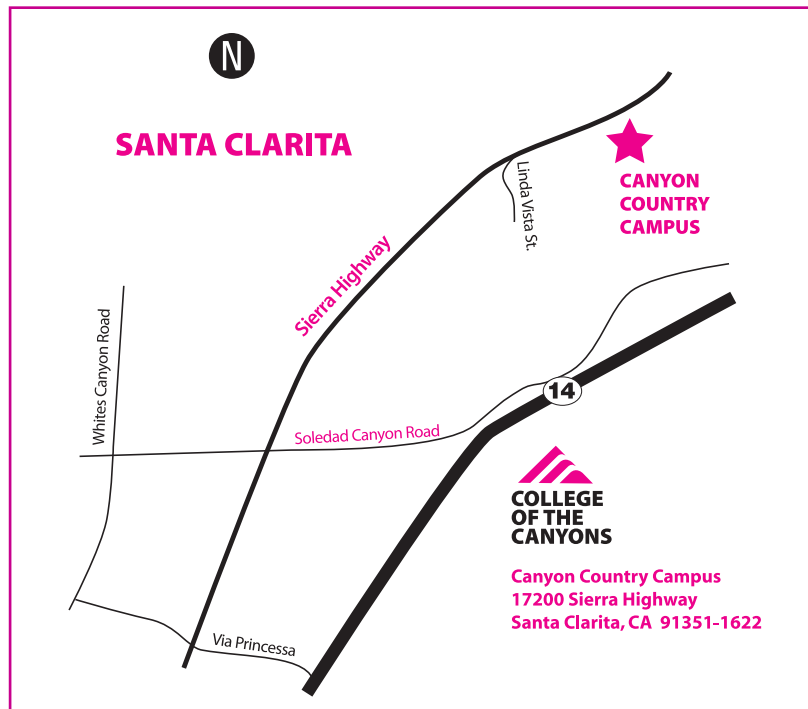 N
SANTA CLARITA
CANYON
COUNTRY
CAMPUS
Linda Vista St.
Sierra Highway
Whites Canyon Road
14
Soledad Canyon Road
COLLEGE
OF THE
CANYONS
Canyon Country Campus
17200 Sierra Highway
Santa Clarita, CA 91351-1622
Via Princessa